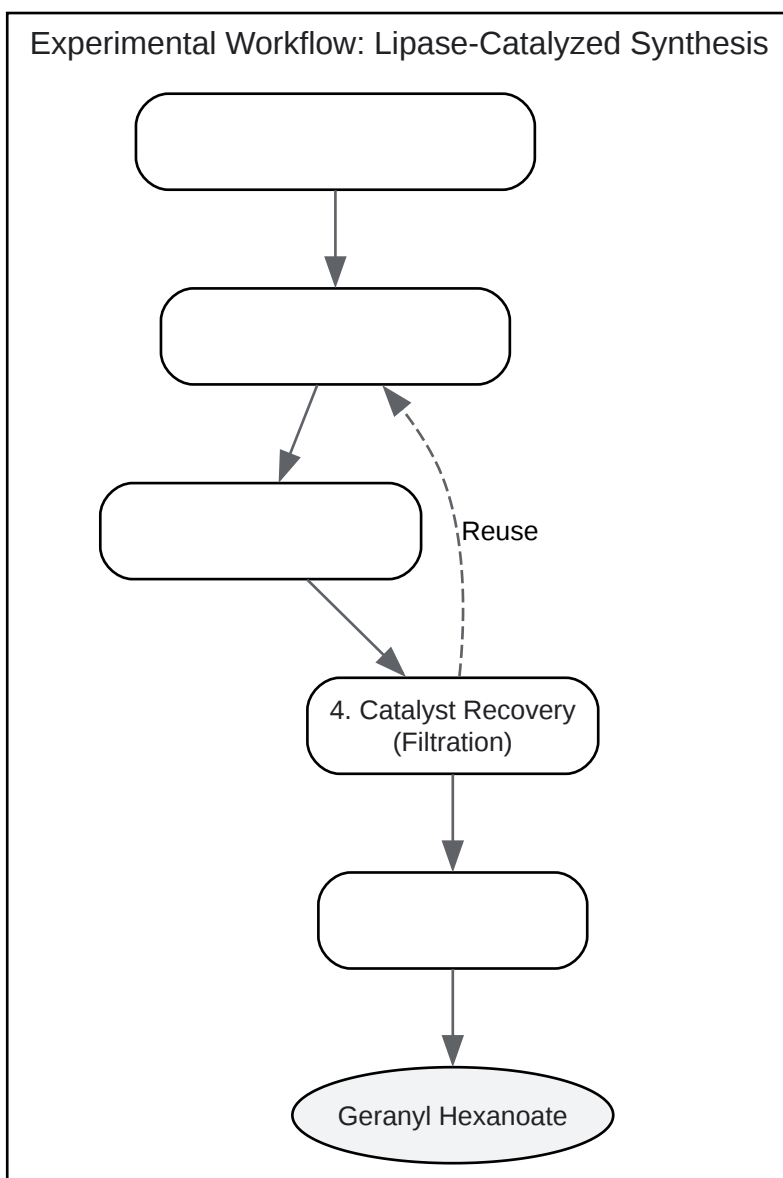 Experimental Workflow: Lipase-Catalyzed Synthesis
Reuse
4. Catalyst Recovery
(Filtration)
Geranyl Hexanoate